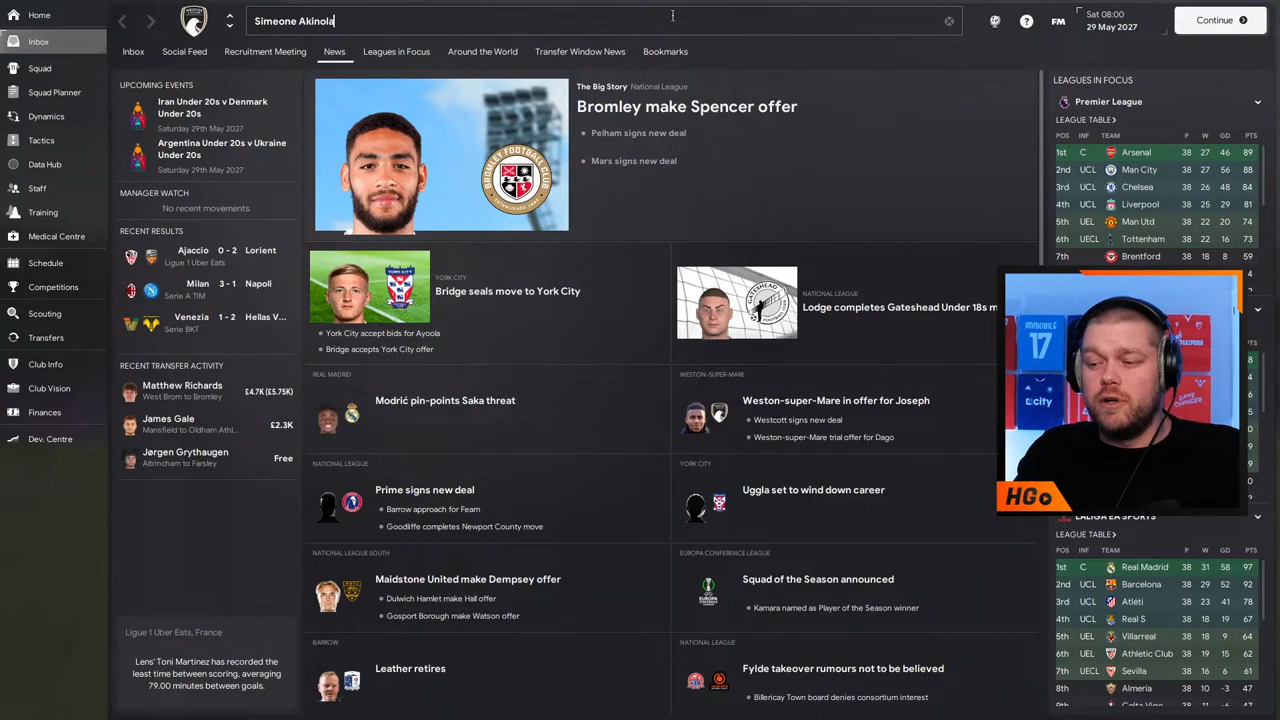 Home
Inbox
Squad
Squad Planner
Dynamics
Tactics
Data Hub
Staff
Training
Medical Centre
Schedule
Competitions
Scouting
Transfers
Club Info
Club Vision
Finances
Dev. Centre
Simeone Akinola
FM
Sat 08:00
29 May 2027
Continue
Inbox
Social Feed
Recruitment Meeting
News
Leagues in Focus
Around the World
Transfer Window News
Bookmarks
UPCOMING EVENTS
Iran Under 20s v Denmark
Under 20s
Saturday 29th May 2027
Argentina Under 20s v Ukraine
Under 20s
Saturday 29th May 2027
MANAGER WATCH
No recent movements.
RECENT RESULTS
Ajaccio 0 - 2 Lorient
Ligue 1 Uber Eats
Milan 3 - 1 Napoli
Serie A TIM
Venezia 1 - 2 Hellas V...
Serie BKT
RECENT TRANSFER ACTIVITY
Matthew Richards
West Brom to Bromley
£4.7K (£5.75K)
James Gale
Mansfield to Oldham Athl...
£2.3K
Jørgen Grythaugen
Altrincham to Farsley
Free
Ligue 1 Uber Eats, France
Lens' Toni Martínez has recorded the
least time between scoring, averaging
79.00 minutes between goals.
BROMLEY FOOTBALL CLUB
The Big Story National League
Bromley make Spencer offer
Pelham signs new deal
Mars signs new deal
YORK CITY
Bridge seals move to York City
York City accept bids for Ayoola
Bridge accepts York City offer
GATESHEAD
NATIONAL LEAGUE
Lodge completes Gateshead Under 18s m
REAL MADRID
Modrić pin-points Saka threat
WESTON-SUPER-MARE
Weston-super-Mare in offer for Joseph
Westcott signs new deal
Weston-super-Mare trial offer for Dago
NATIONAL LEAGUE
Prime signs new deal
Barrow approach for Fearn
Goodliffe completes Newport County move
YORK CITY
Uggla set to wind down career
NATIONAL LEAGUE SOUTH
Maidstone United make Dempsey offer
Dulwich Hamlet make Hall offer
Gosport Borough make Watson offer
EUROPA CONFERENCE LEAGUE
Squad of the Season announced
Kamara named as Player of the Season winner
BARROW
Leather retires
NATIONAL LEAGUE
Fylde takeover rumours not to be believed
Billericay Town board denies consortium interest
LEAGUES IN FOCUS
Premier League
LEAGUE TABLE
POS INF TEAM P W GD PTS
1st C Arsenal 38 27 46 89
2nd UCL Man City 38 27 56 88
3rd UCL Chelsea 38 26 48 84
4th UCL Liverpool 38 25 29 81
5th UEL Man Utd 38 22 20 74
6th UECL Tottenham 38 22 16 73
7th Brentford 38 18 8
IMMOBILE
17
city
GAME CHANGER
HGo
LALIGA EA SPORTS
LEAGUE TABLE
POS INF TEAM P W GD PTS
1st C Real Madrid 38 31 58 97
2nd UCL Barcelona 38 29 52 92
3rd UCL Atléti 38 23 41 78
4th UCL Real S 38 18 19 67
5th UEL Villarreal 38 18 9 64
6th UEL Athletic Club 38 19 15 62
7th UECL Sevilla 38 16 6 61
8th Almería 38 10 -3 47